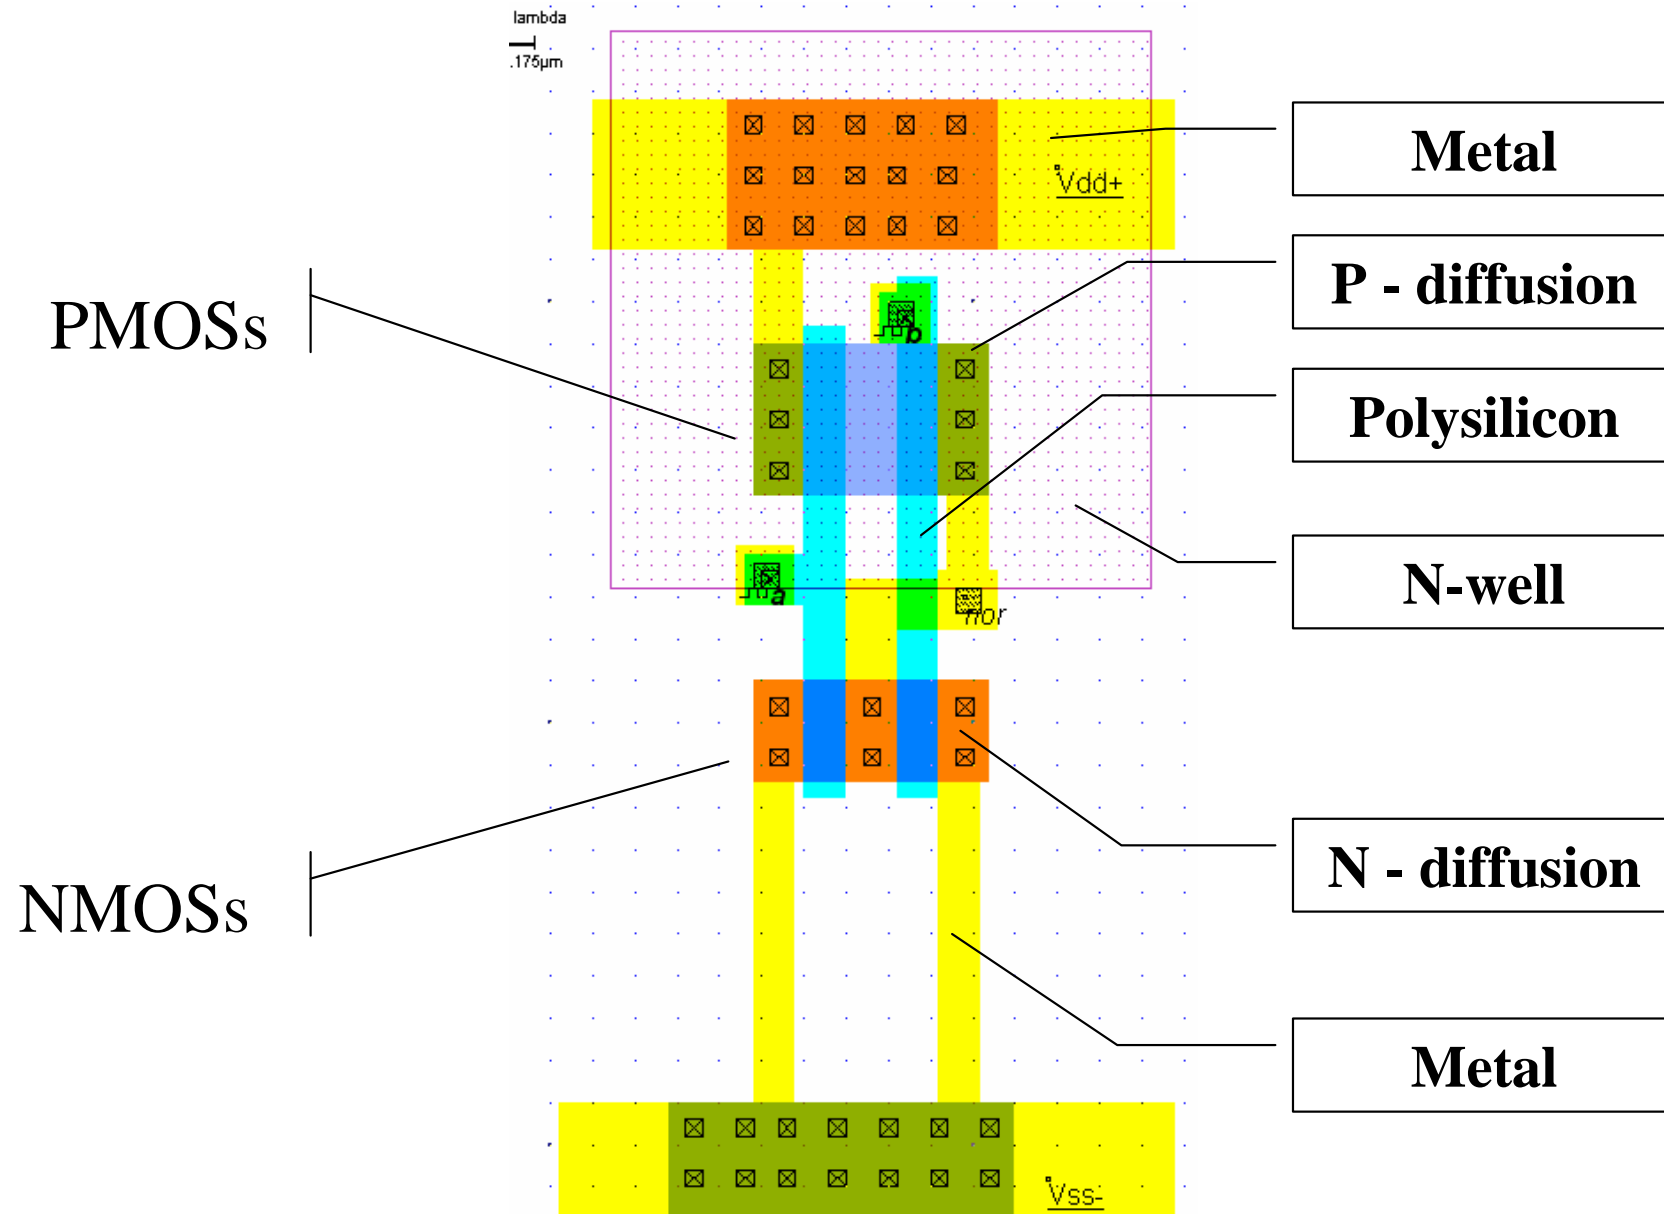 lambda
.175µm
Metal
Vdd+
P - diffusion
PMOSs
b
Polysilicon
N-well
a
nor
N - diffusion
NMOSs
Metal
Vss-